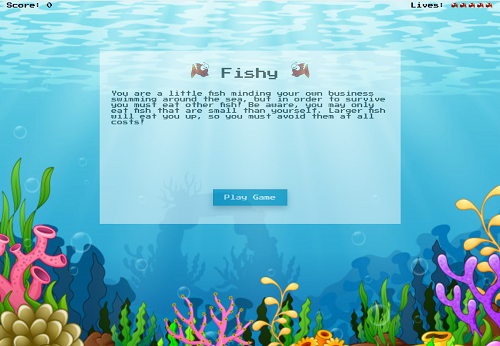 Score: 0
Lives:
Fishy
You are a little fish minding your own business
swimming around the sea, but in order to survive
you must eat other fish! Be aware, you may only
eat fish that are small than yourself. Larger fish
will eat you up, so you must avoid them at all
costs!
Play Game